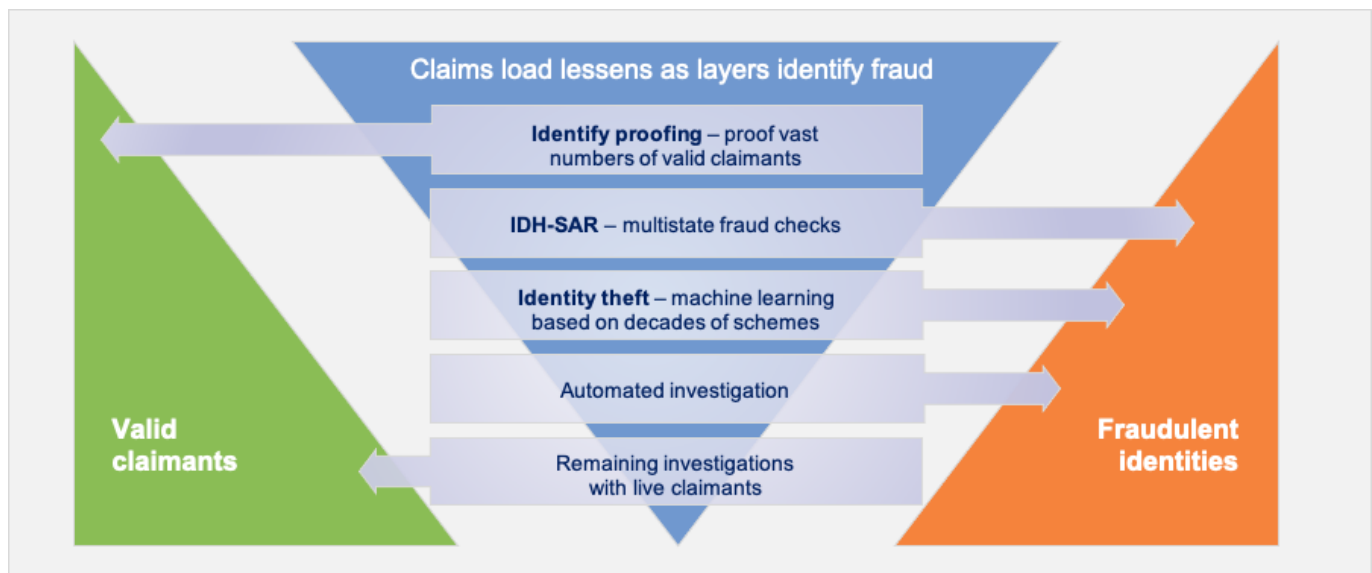 Claims load lessens as layers identify fraud
Identify proofing – proof vast
numbers of valid claimants
IDH-SAR – multistate fraud checks
Identity theft – machine learning
based on decades of schemes
Automated investigation
Remaining investigations
with live claimants
Valid
claimants
Fraudulent
identities